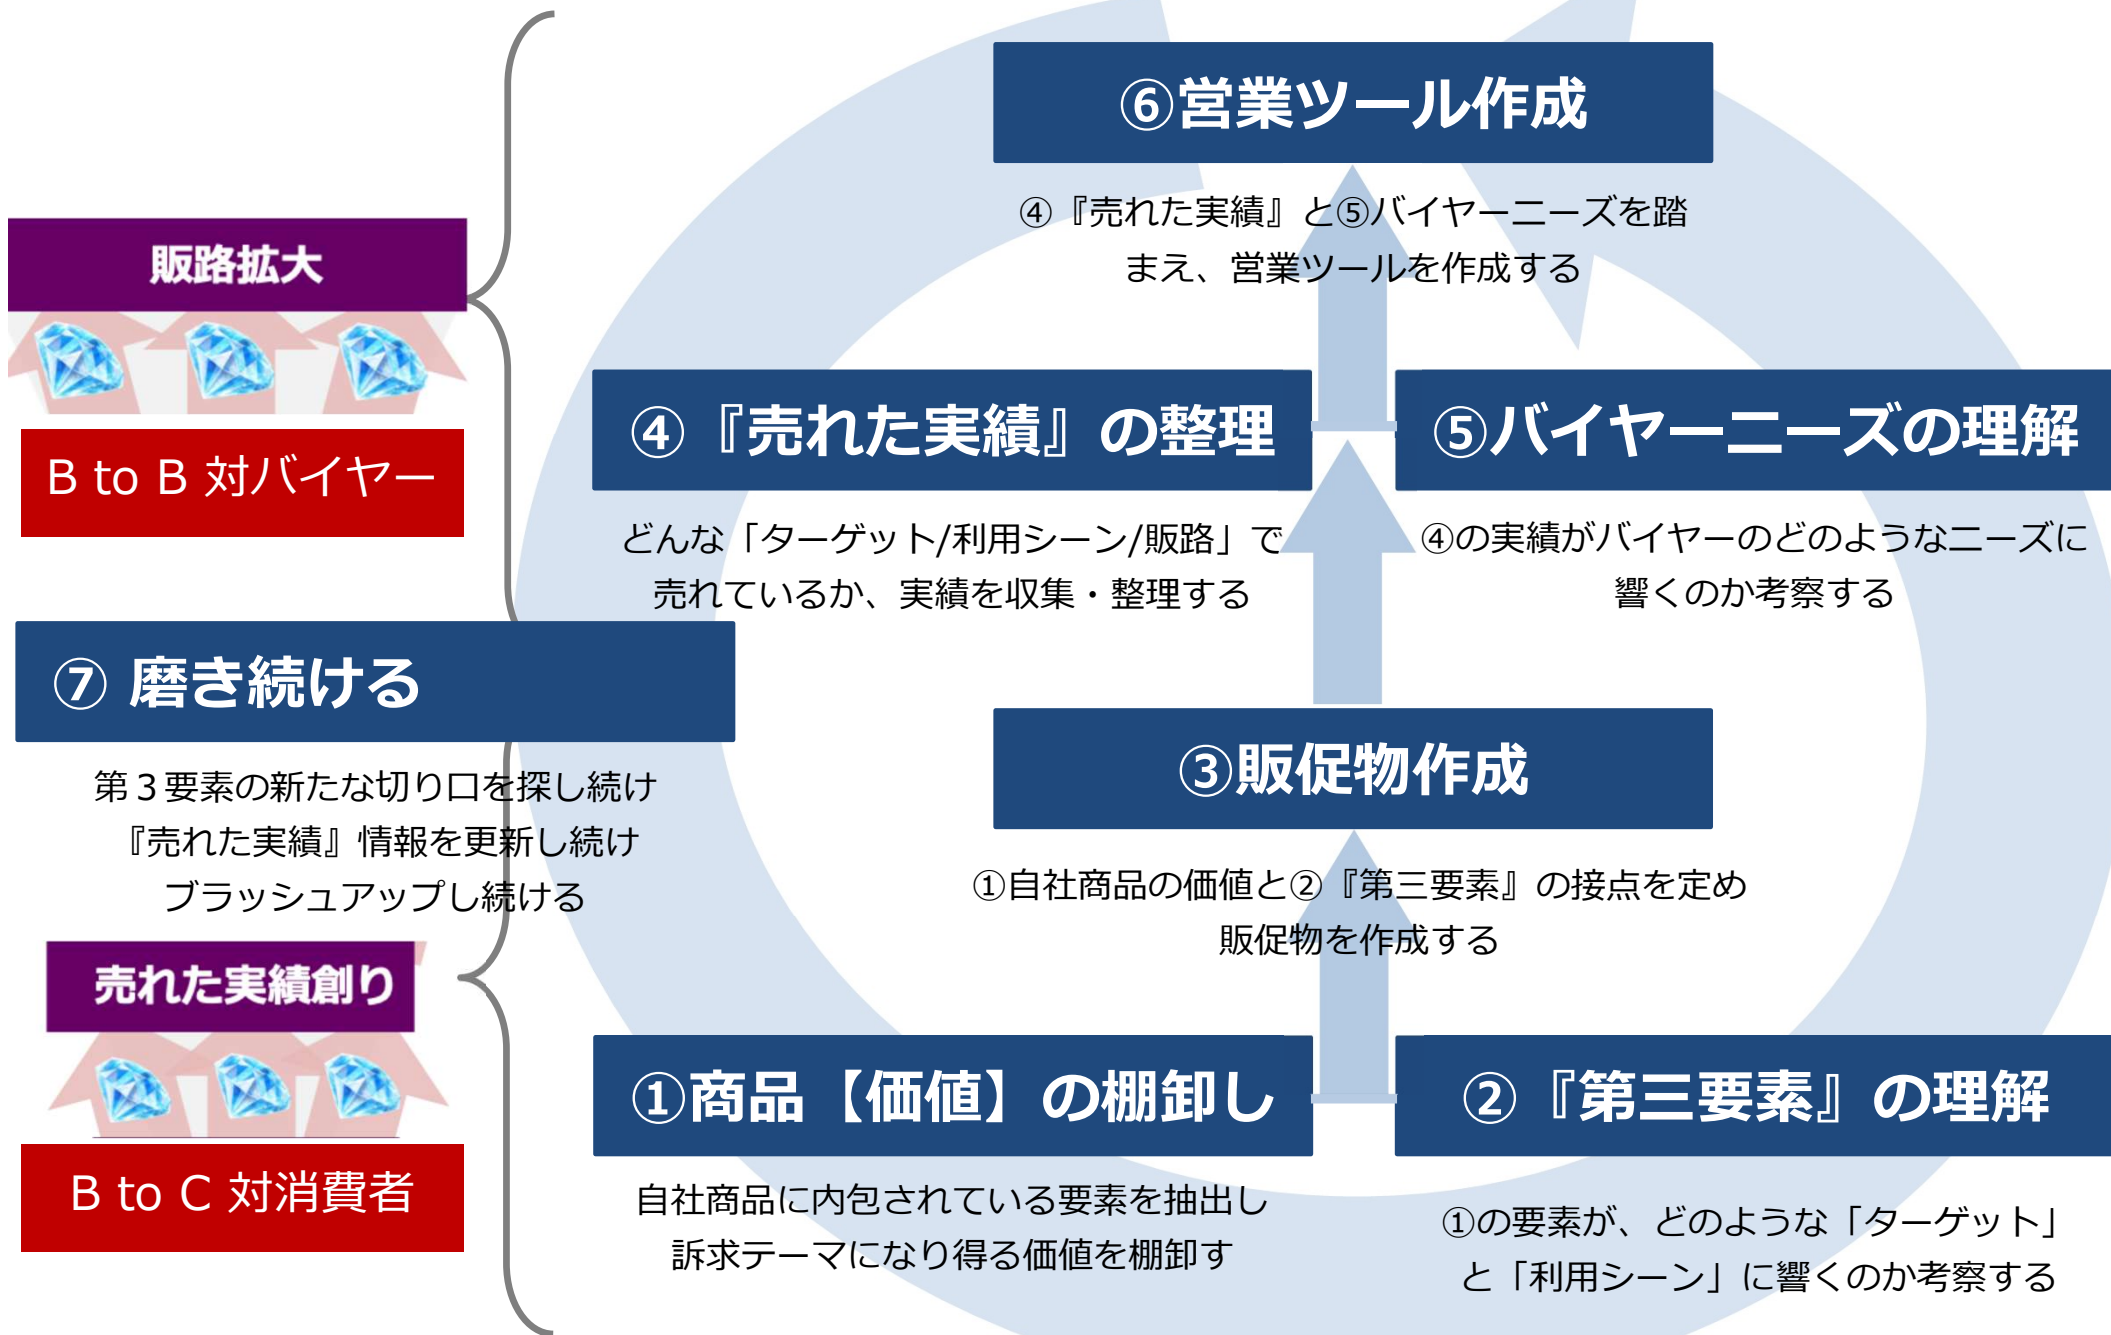 ⑥営業ツール作成
④『売れた実績』と⑤バイヤーニーズを踏
まえ、営業ツールを作成する
販路拡大
B to B 対バイヤー
④『売れた実績』の整理
どんな「ターゲット/利用シーン/販路」で
売れているか、実績を収集・整理する
⑤バイヤーニーズの理解
④の実績がバイヤーのどのようなニーズに
響くのか考察する
⑦ 磨き続ける
第３要素の新たな切り口を探し続け
『売れた実績』情報を更新し続け
ブラッシュアップし続ける
③販促物作成
①自社商品の価値と②『第三要素』の接点を定め
販促物を作成する
売れた実績創り
B to C 対消費者
①商品【価値】の棚卸し
自社商品に内包されている要素を抽出し
訴求テーマになり得る価値を棚卸す
②『第三要素』の理解
①の要素が、どのような「ターゲット」
と「利用シーン」に響くのか考察する